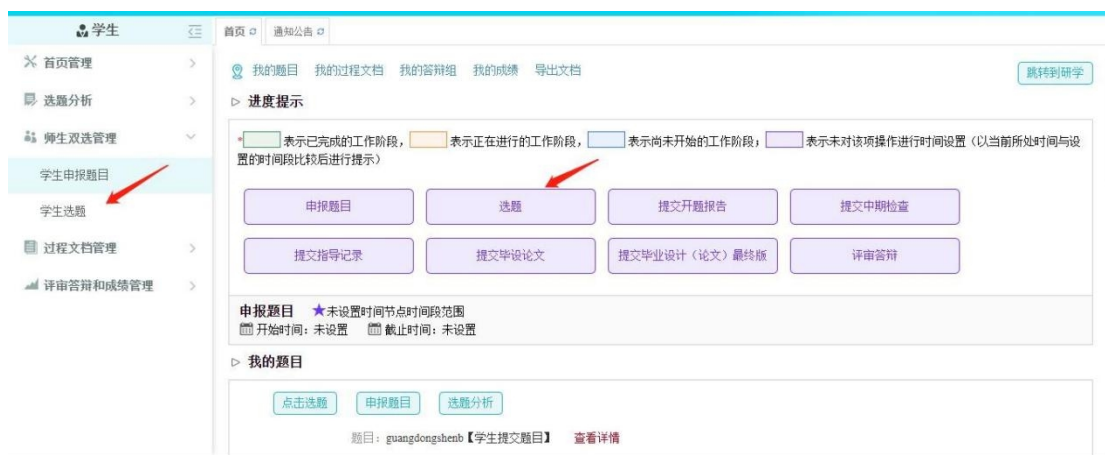 学生
首页 通知公告
首页管理
选题分析
师生双选管理
学生申报题目
学生选题
过程文档管理
评审答辩和成绩管理
我的题目 我的过程文档 我的答辩组 我的成绩 导出文档
跳转到研学
进度提示
* 表示已完成的工作阶段， 表示正在进行的工作阶段， 表示尚未开始的工作阶段； 表示未对该项操作进行时间设置（以当前所处时间与设
置的时间段比较后进行提示）
申报题目 选题 提交开题报告 提交中期检查
提交指导记录 提交毕设论文 提交毕业设计（论文）最终版 评审答辩
申报题目 ★未设置时间节点时间段范围
开始时间：未设置 截止时间：未设置
我的题目
点击选题 申报题目 选题分析
题目：guangdongshenb【学生提交题目】 查看详情